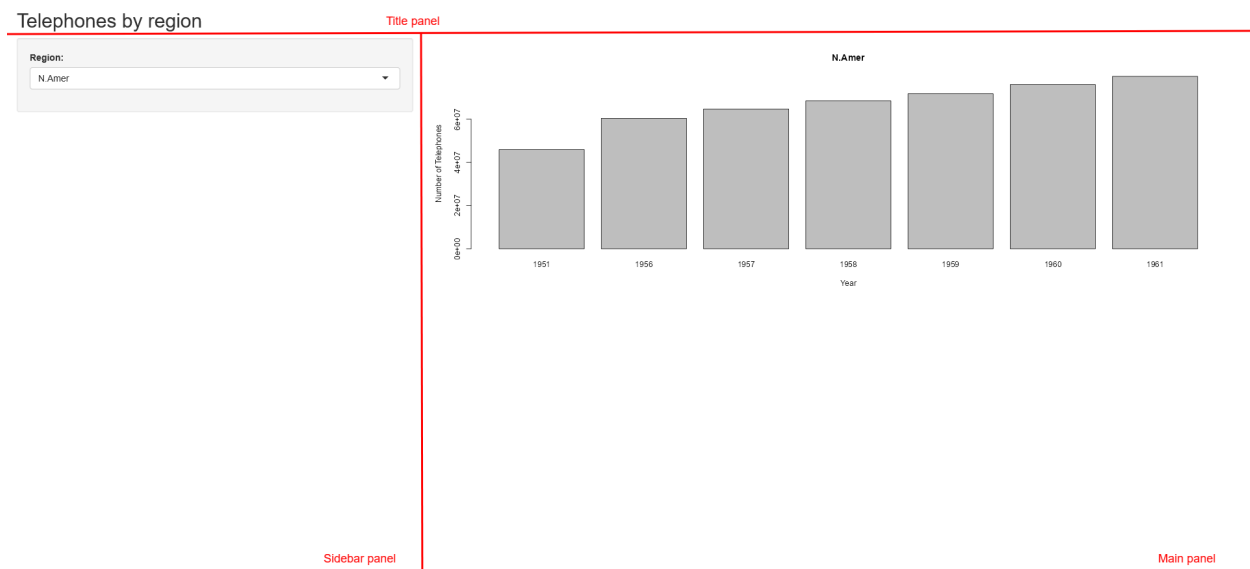 Telephones by region
Title panel
Region:
N.Amer
N.Amer
Number of Telephones
6e+07
4e+07
2e+07
0e+00
1951 1956 1957 1958 1959 1960 1961
Year
Sidebar panel
Main panel